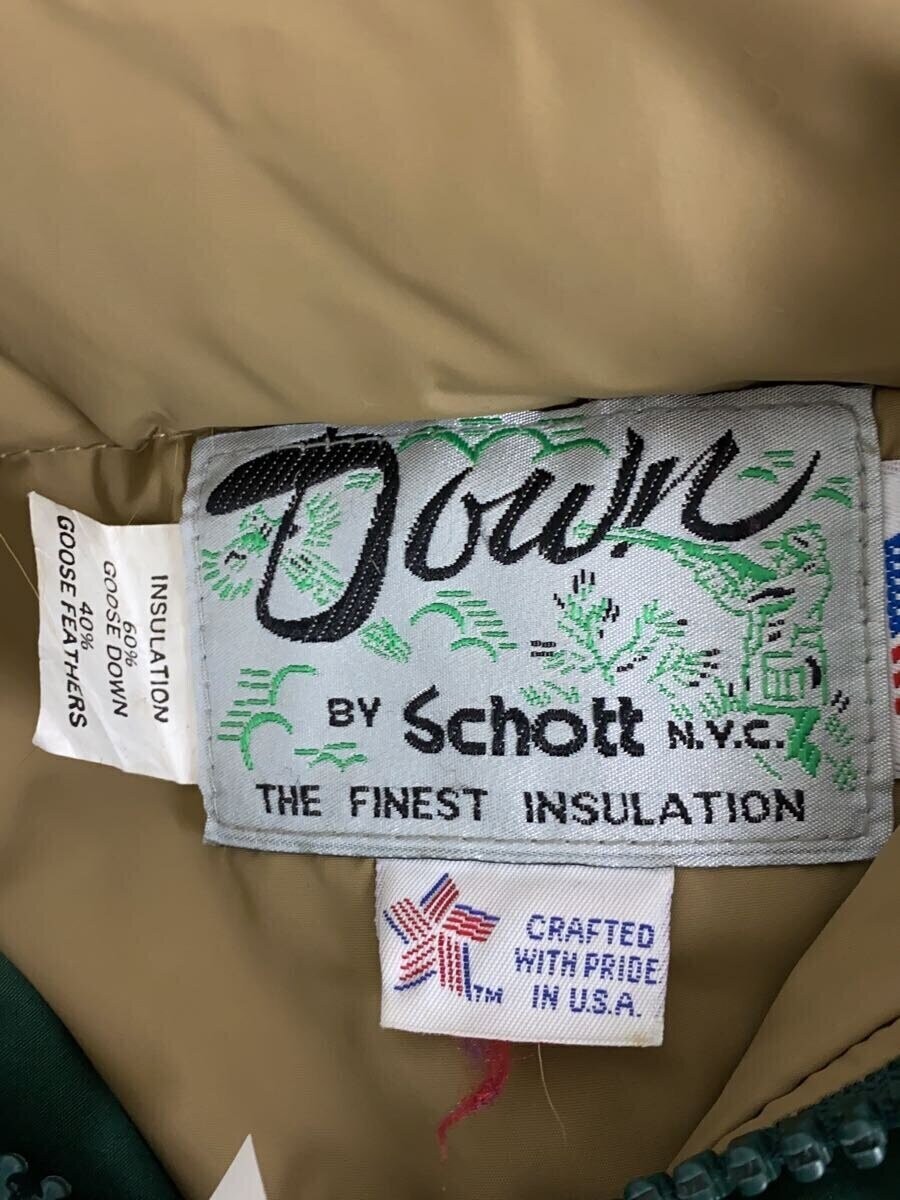 Down
BY Schott N.Y.C.
THE FINEST INSULATION
INSULATION
60%
GOOSE DOWN
40%
GOOSE FEATHERS
TM
CRAFTED
WITH PRIDE
IN U.S.A.